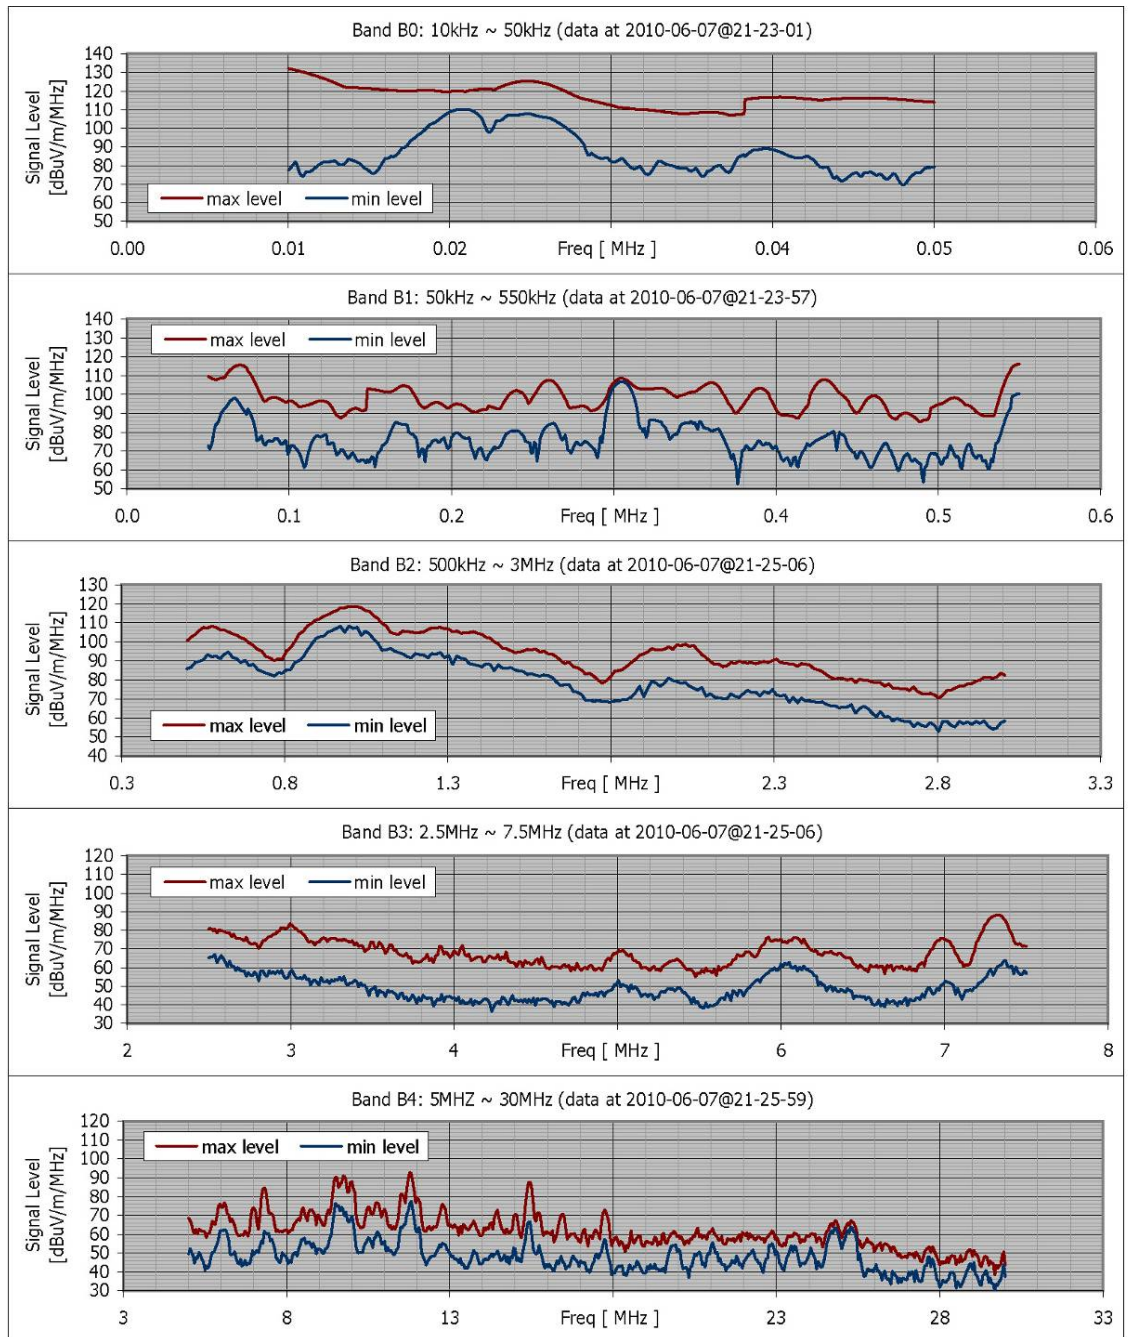 Band B0: 10kHz ~ 50kHz (data at 2010-06-07@21-23-01)
Signal Level
[dBuV/m/MHz]
140
130
120
110
100
90
80
70
60
50
max level min level
0.00 0.01 0.02 Freq [ MHz ] 0.04 0.05 0.06
Band B1: 50kHz ~ 550kHz (data at 2010-06-07@21-23-57)
Signal Level
[dBuV/m/MHz]
140
130
120
110
100
90
80
70
60
50
max level min level
0.0 0.1 0.2 Freq [ MHz ] 0.4 0.5 0.6
Band B2: 500kHz ~ 3MHz (data at 2010-06-07@21-25-06)
Signal Level
[dBuV/m/MHz]
130
120
110
100
90
80
70
60
50
40
max level min level
0.3 0.8 1.3 Freq [ MHz ] 2.3 2.8 3.3
Band B3: 2.5MHz ~ 7.5MHz (data at 2010-06-07@21-25-06)
Signal Level
[dBuV/m/MHz]
120
110
100
90
80
70
60
50
40
30
max level min level
2 3 4 Freq [ MHz ] 6 7 8
Band B4: 5MHZ ~ 30MHz (data at 2010-06-07@21-25-59)
Signal Level
[dBuV/m/MHz]
120
110
100
90
80
70
60
50
40
30
max level min level
3 8 13 Freq [ MHz ] 23 28 33